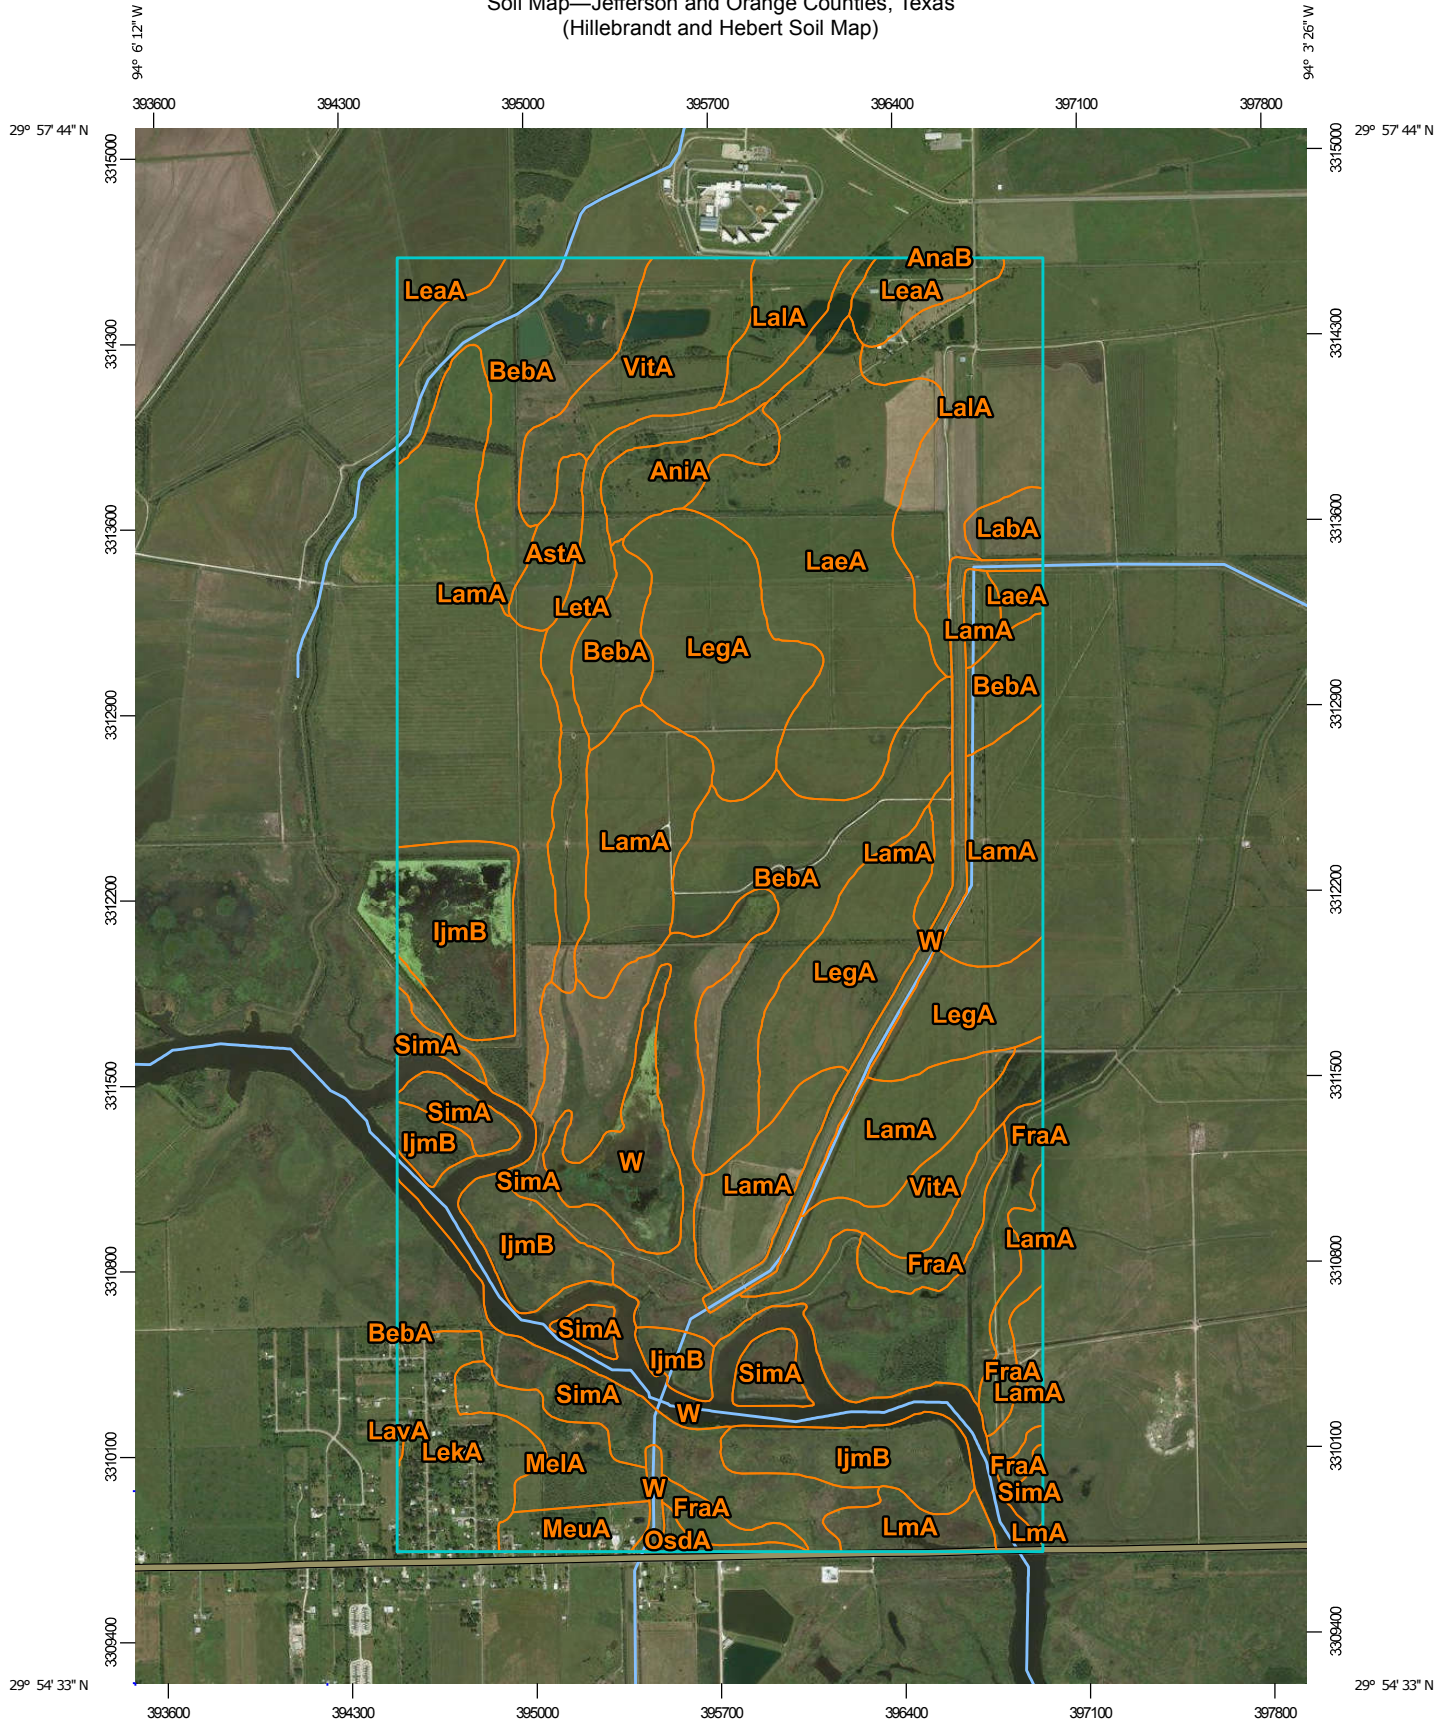 Soil Map—Jefferson and Orange Counties, Texas
(Hillebrandt and Hebert Soil Map)
94° 6' 12" W
94° 3' 26" W
393600 394300 395000 395700 396400 397100 397800
29° 57' 44" N
29° 57' 44" N
3315000
3315000
AnaB
LeaA
LeaA
LalA
3314300
3314300
BebA
VitA
LalA
AniA
3313600
3313600
LabA
AstA
LaeA
LamA
LetA
LaeA
LamA
BebA
LegA
BebA
3312900
3312900
LamA
LamA
LamA
BebA
3312200
3312200
IjmB
W
LegA
LegA
SimA
3311500
3311500
SimA
LamA
FraA
IjmB
W
SimA
LamA
VitA
IjmB
LamA
FraA
3310800
3310800
BebA
SimA
IjmB
SimA
FraA
SimA
LamA
W
LavA
LekA
MelA
IjmB
FraA
3310100
3310100
W
SimA
FraA
MeuA
LmA
LmA
OsdA
3309400
3309400
29° 54' 33" N
29° 54' 33" N
393600 394300 395000 395700 396400 397100 397800